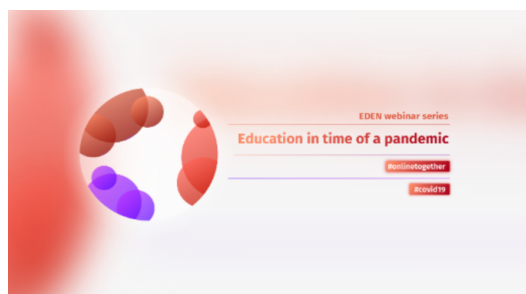 EDEN webinar series
Education in time of a pandemic
#onlinetogether
#covid19